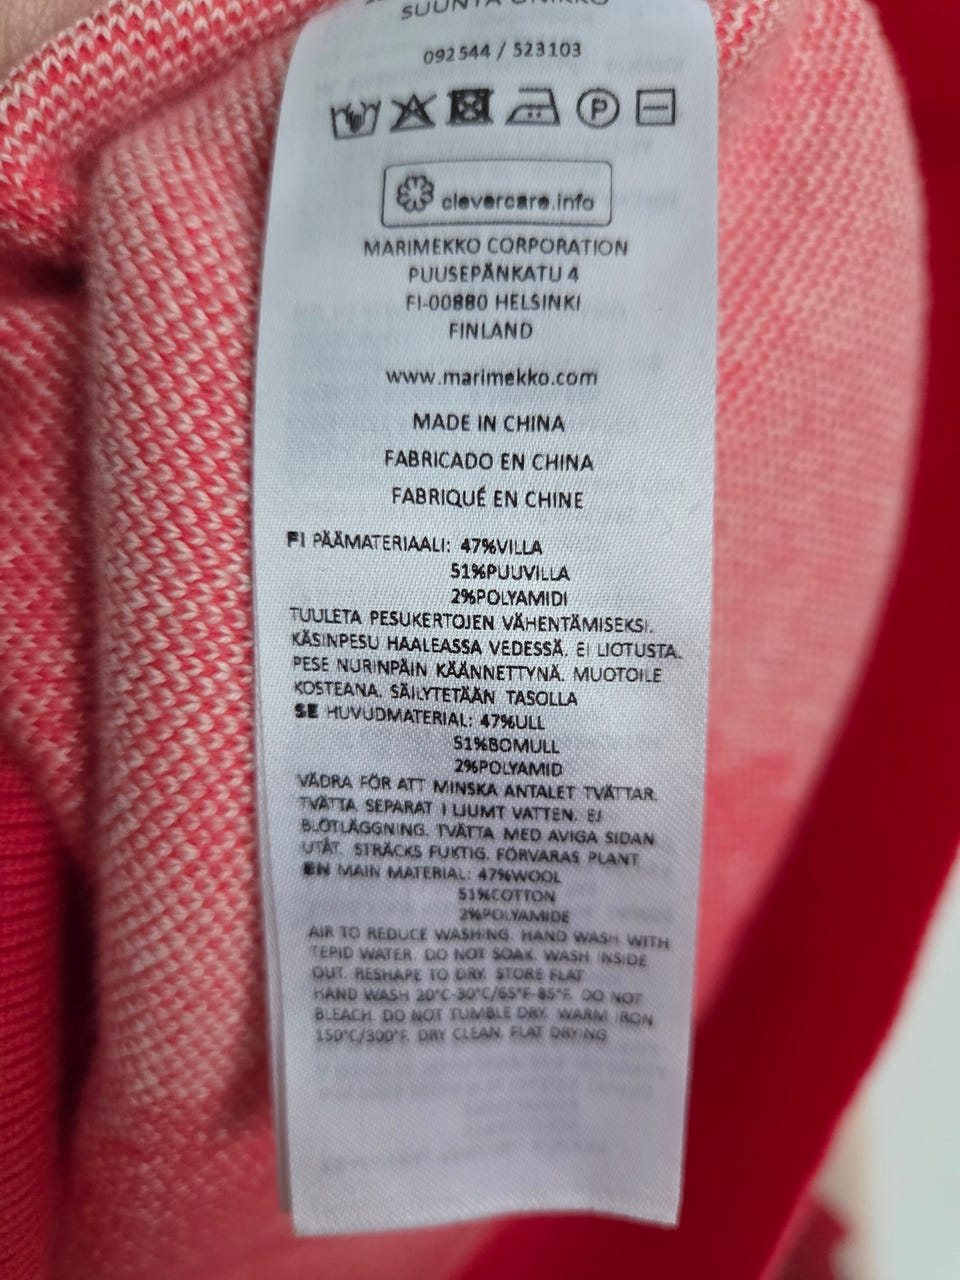 SUUNTA UNIKKO
092544 / 523103
P
clevercare.info
MARIMEKKO CORPORATION
PUUSEPÄNKATU 4
FI-00880 HELSINKI
FINLAND
www.marimekko.com
MADE IN CHINA
FABRICADO EN CHINA
FABRIQUÉ EN CHINE
FI PÄÄMATERIAALI: 47%VILLA
51%PUUVILLA
2%POLYAMIDI
TUULETA PESUKERTOJEN VÄHENTÄMISEKSI.
KÄSINPESU HAALEASSA VEDESSÄ. EI LIOTUSTA.
PESE NURINPÄIN KÄÄNNETTYNÄ. MUOTOILE
KOSTEANA. SÄILYTETÄÄN TASOLLA
SE HUVUDMATERIAL: 47%ULL
51%BOMULL
2%POLYAMID
VÄDRA FÖR ATT MINSKA ANTALET TVÄTTAR.
TVÄTTA SEPARAT I LJUMT VATTEN. EJ
BLÖTLÄGGNING. TVÄTTA MED AVIGA SIDAN
UTÅT. STRÄCKS FUKTIG. FÖRVARAS PLANT
EN MAIN MATERIAL: 47%WOOL
51%COTTON
2%POLYAMIDE
AIR TO REDUCE WASHING. HAND WASH WITH
TEPID WATER. DO NOT SOAK. WASH INSIDE
OUT. RESHAPE TO DRY. STORE FLAT
HAND WASH 20°C-30°C/65°F-85°F. DO NOT
BLEACH. DO NOT TUMBLE DRY. WARM IRON
150°C/300°F. DRY CLEAN. FLAT DRYING